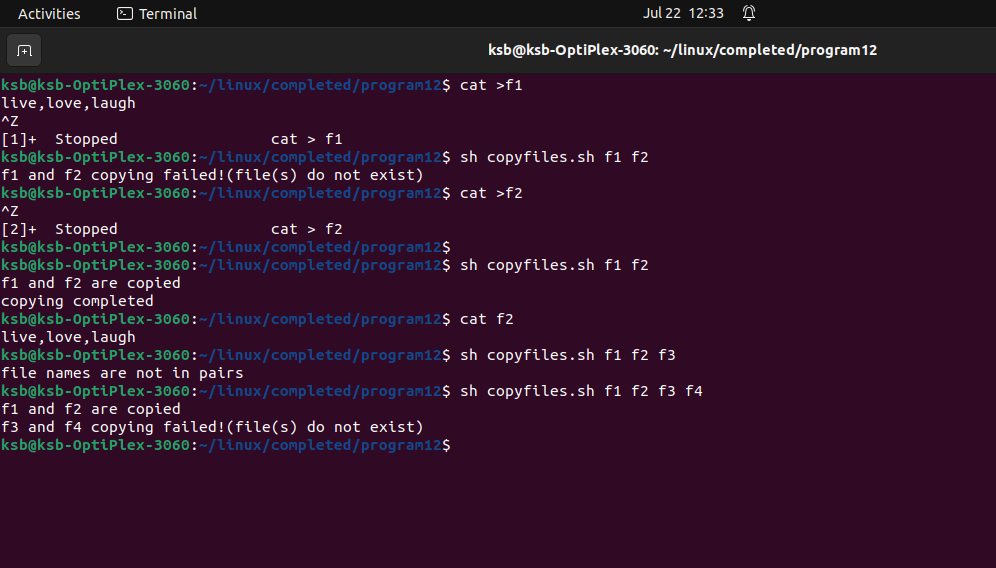 Activities Terminal Jul 22 12:33
ksb@ksb-OptiPlex-3060: ~/linux/completed/program12
ksb@ksb-OptiPlex-3060:~/linux/completed/program12$ cat >f1
live,love,laugh
^Z
[1]+  Stopped                 cat > f1
ksb@ksb-OptiPlex-3060:~/linux/completed/program12$ sh copyfiles.sh f1 f2
f1 and f2 copying failed!(file(s) do not exist)
ksb@ksb-OptiPlex-3060:~/linux/completed/program12$ cat >f2
^Z
[2]+  Stopped                 cat > f2
ksb@ksb-OptiPlex-3060:~/linux/completed/program12$
ksb@ksb-OptiPlex-3060:~/linux/completed/program12$ sh copyfiles.sh f1 f2
f1 and f2 are copied
copying completed
ksb@ksb-OptiPlex-3060:~/linux/completed/program12$ cat f2
live,love,laugh
ksb@ksb-OptiPlex-3060:~/linux/completed/program12$ sh copyfiles.sh f1 f2 f3
file names are not in pairs
ksb@ksb-OptiPlex-3060:~/linux/completed/program12$ sh copyfiles.sh f1 f2 f3 f4
f1 and f2 are copied
f3 and f4 copying failed!(file(s) do not exist)
ksb@ksb-OptiPlex-3060:~/linux/completed/program12$